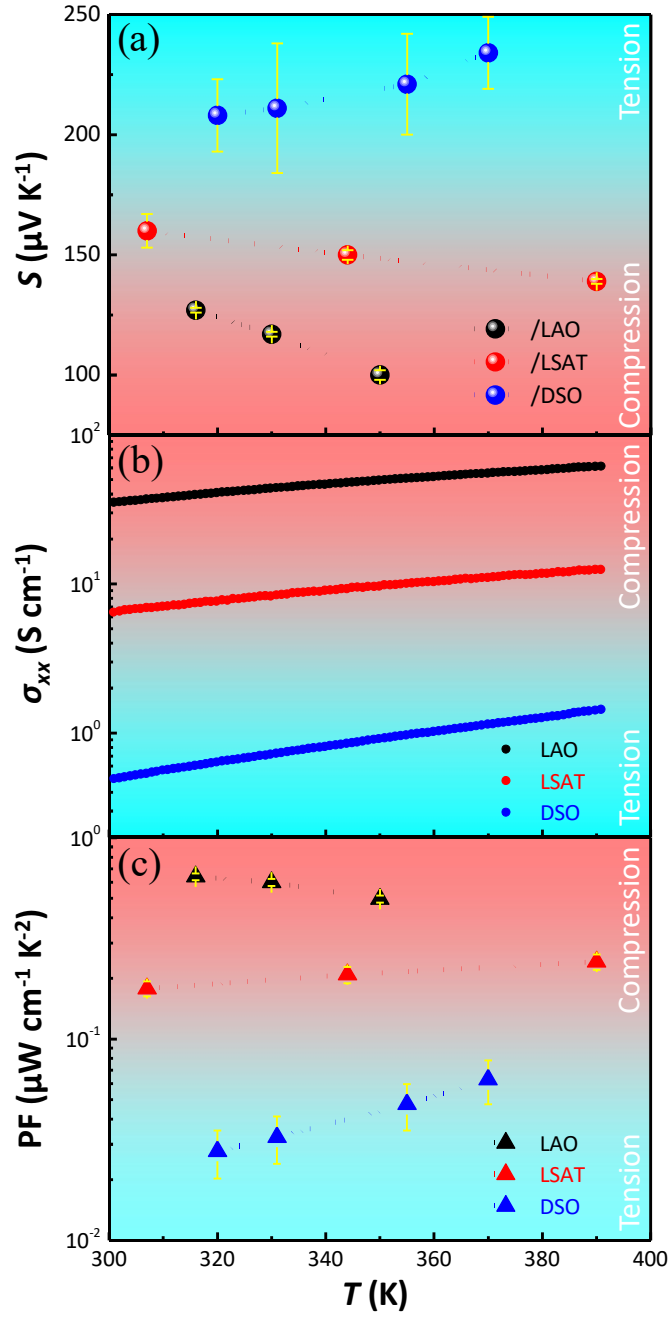 (a)
250
200
150
100
S (μV K⁻¹)
Tension
Compression
/LAO
/LSAT
/DSO
(b)
10²
10¹
10⁰
σxx (S cm⁻¹)
Compression
Tension
LAO
LSAT
DSO
(c)
10⁰
10⁻¹
10⁻²
PF (μW cm⁻¹ K⁻²)
Compression
Tension
LAO
LSAT
DSO
300 320 340 360 380 400
T (K)